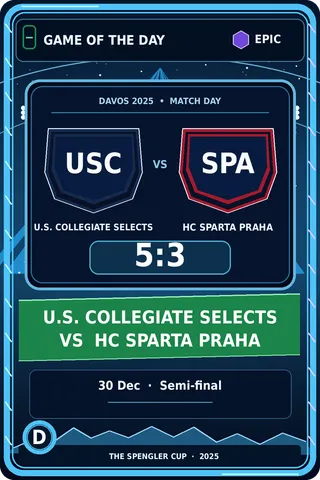 GAME OF THE DAY
EPIC
DAVOS 2025 • MATCH DAY
USC
VS
SPA
U.S. COLLEGIATE SELECTS
HC SPARTA PRAHA
5:3
U.S. COLLEGIATE SELECTS
VS HC SPARTA PRAHA
30 Dec · Semi-final
D
THE SPENGLER CUP · 2025